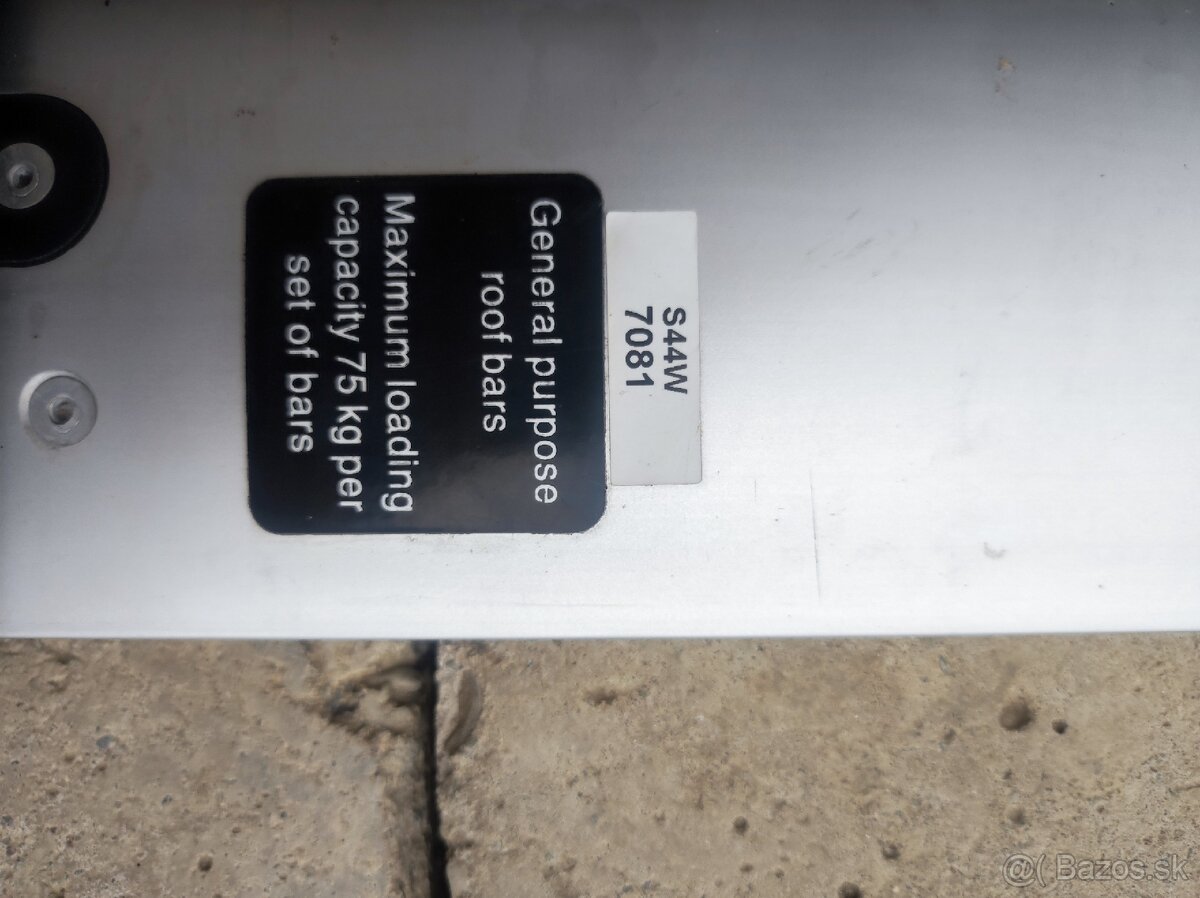 General purpose
roof bars
Maximum loading
capacity 75 kg per
set of bars
S44W
7081
@( Bazos.sk